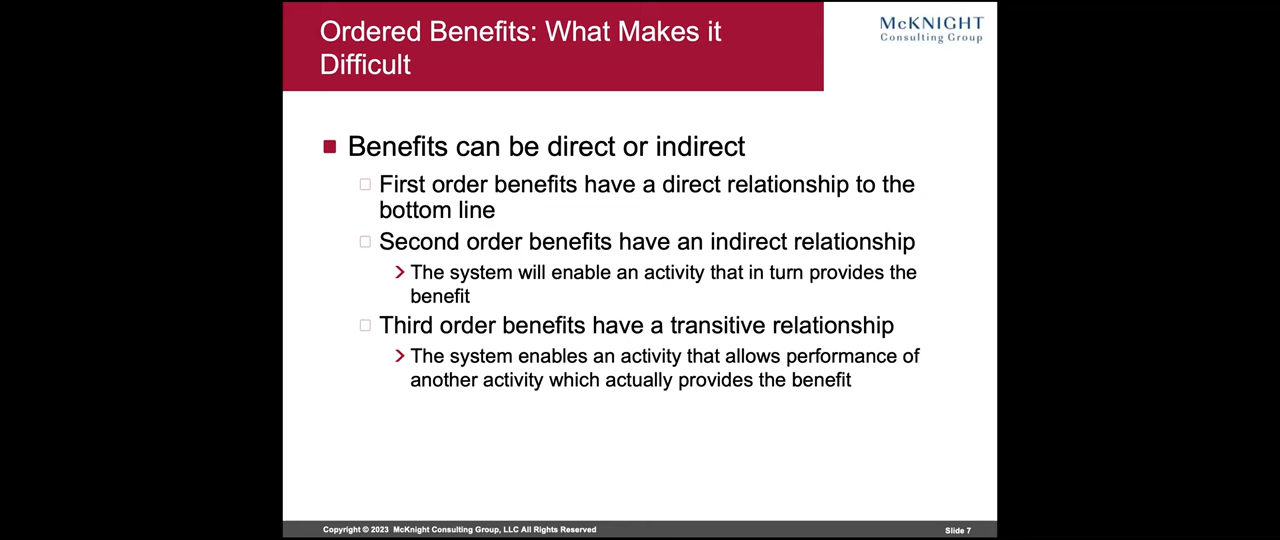 Ordered Benefits: What Makes it
Difficult
McKNIGHT
Consulting Group
Benefits can be direct or indirect
First order benefits have a direct relationship to the
bottom line
Second order benefits have an indirect relationship
The system will enable an activity that in turn provides the
benefit
Third order benefits have a transitive relationship
The system enables an activity that allows performance of
another activity which actually provides the benefit
Copyright © 2023 McKnight Consulting Group, LLC All Rights Reserved
Slide 7